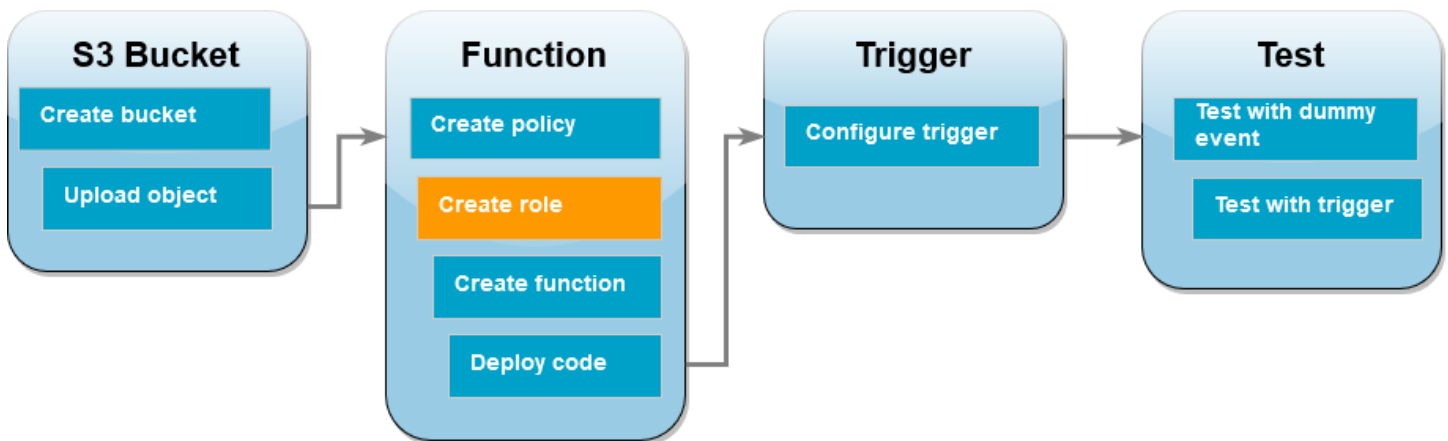 S3 Bucket
Create bucket
Upload object
Function
Create policy
Create role
Create function
Deploy code
Trigger
Configure trigger
Test
Test with dummy
event
Test with trigger